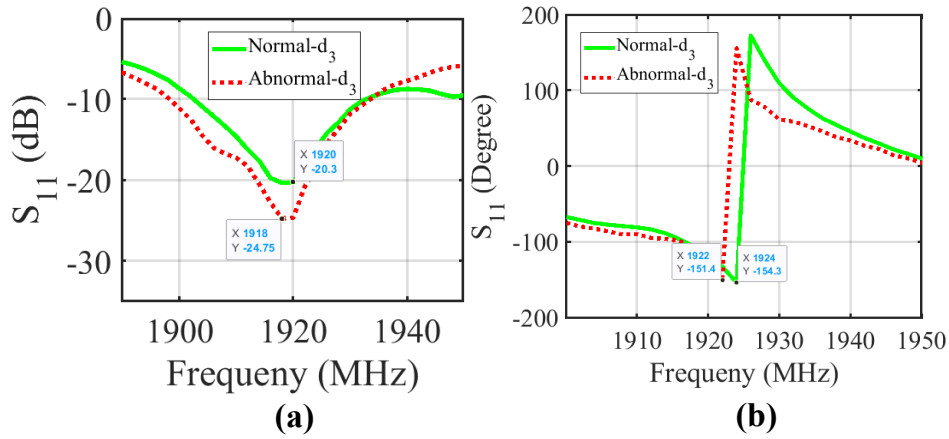 0
-10
-20
-30
S11 (dB)
Normal-d3
Abnormal-d3
X 1920
Y -20.3
X 1918
Y -24.75
1900 1920 1940
Frequeny (MHz)
(a)
200
100
0
-100
-200
S11 (Degree)
Normal-d3
Abnormal-d3
X 1922
Y -151.4
X 1924
Y -154.3
1910 1920 1930 1940 1950
Frequeny (MHz)
(b)